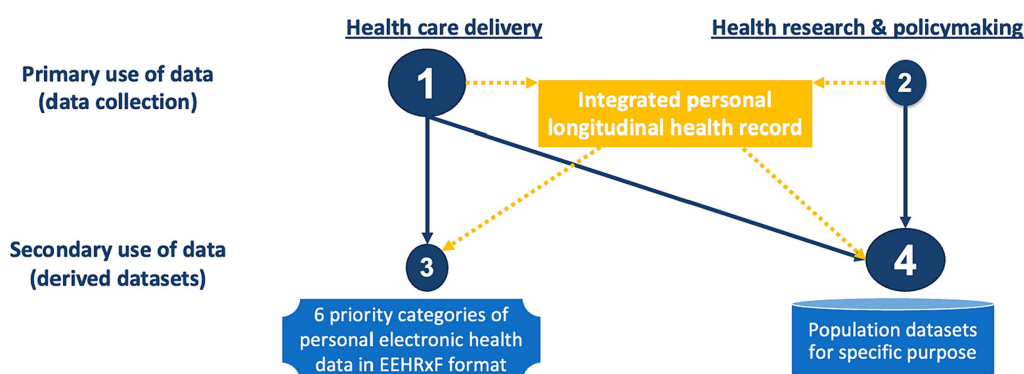 Health care delivery
Health research & policymaking
Primary use of data
(data collection)
1
2
Integrated personal
longitudinal health record
Secondary use of data
(derived datasets)
3
4
6 priority categories of
personal electronic health
data in EEHRxF format
Population datasets
for specific purpose